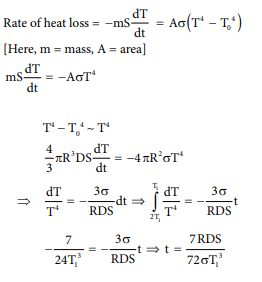 Rate of heat loss = -mS dT/dt = Aσ(T⁴ - T₀⁴)
[Here, m = mass, A = area]
mS dT/dt = -AσT⁴
T⁴ - T₀⁴ ~ T⁴
4/3 πR³DS dT/dt = -4πR²σT⁴
⇒ dT/T⁴ = - 3σ/RDS dt ⇒ ∫_{2T₁}^{T₁} dT/T⁴ = - 3σ/RDS t
- 7/24T₁³ = - 3σ/RDS t ⇒ t = 7RDS/72σT₁³